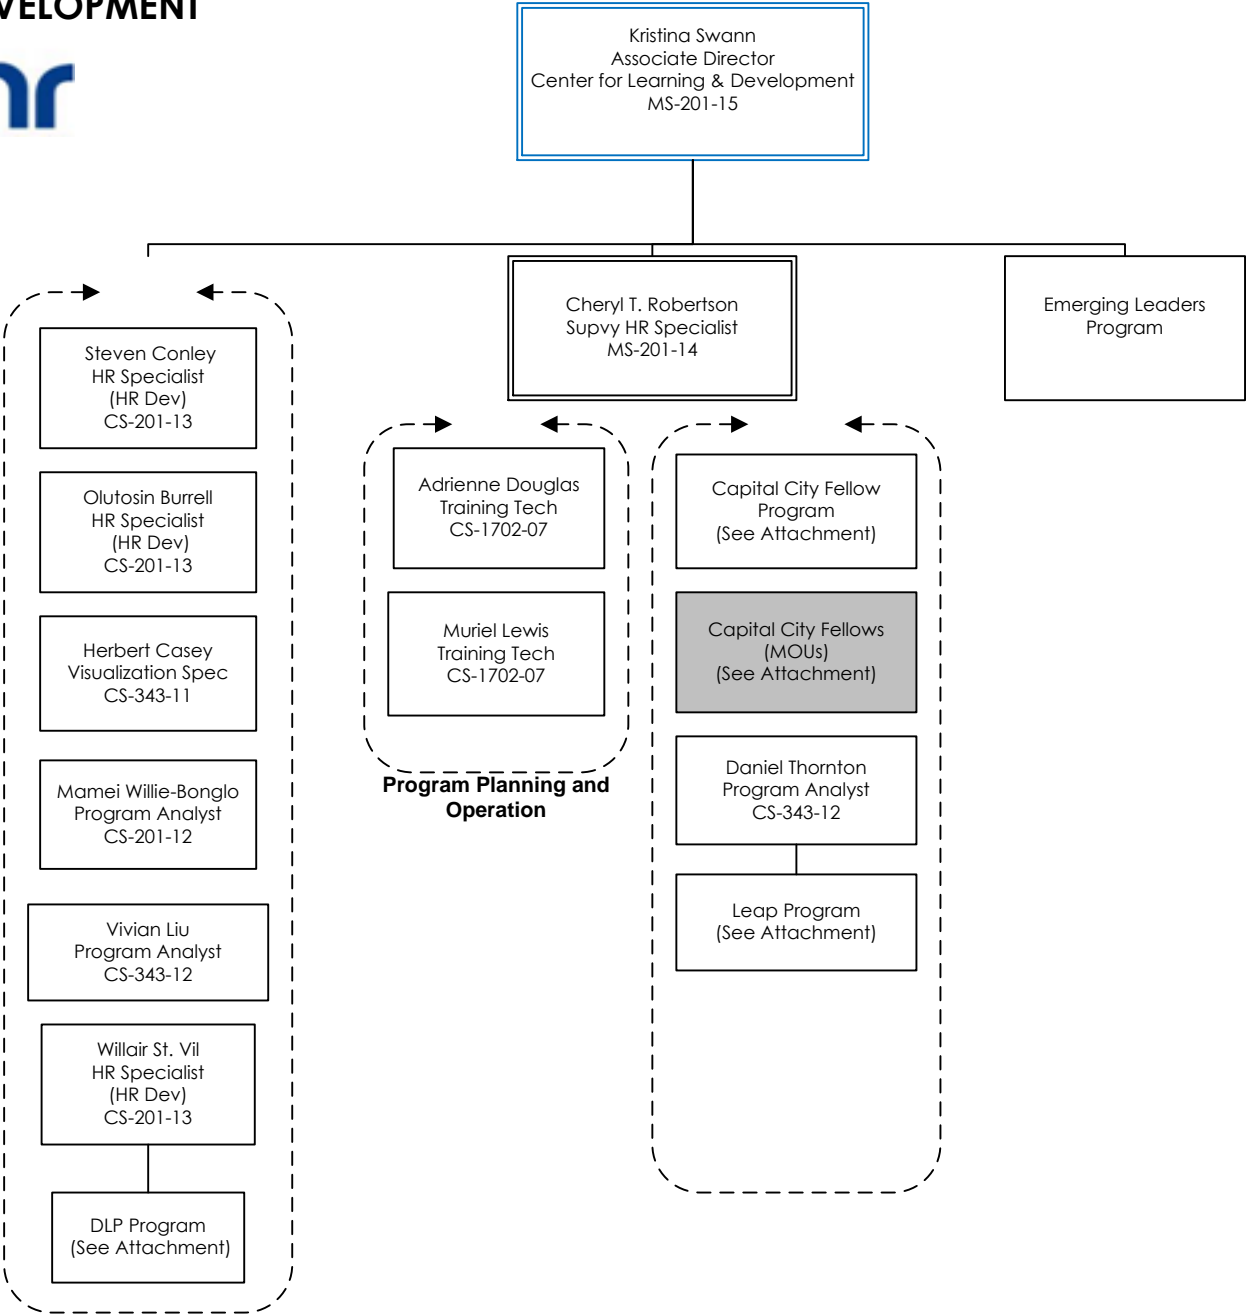 VELOPMENT
hr
Kristina Swann
Associate Director
Center for Learning & Development
MS-201-15
Cheryl T. Robertson
Supvy HR Specialist
MS-201-14
Emerging Leaders
Program
Steven Conley
HR Specialist
(HR Dev)
CS-201-13
Olutosin Burrell
HR Specialist
(HR Dev)
CS-201-13
Herbert Casey
Visualization Spec
CS-343-11
Mamei Willie-Bonglo
Program Analyst
CS-201-12
Vivian Liu
Program Analyst
CS-343-12
Willair St. Vil
HR Specialist
(HR Dev)
CS-201-13
DLP Program
(See Attachment)
Adrienne Douglas
Training Tech
CS-1702-07
Muriel Lewis
Training Tech
CS-1702-07
Program Planning and
Operation
Capital City Fellow
Program
(See Attachment)
Capital City Fellows
(MOUs)
(See Attachment)
Daniel Thornton
Program Analyst
CS-343-12
Leap Program
(See Attachment)